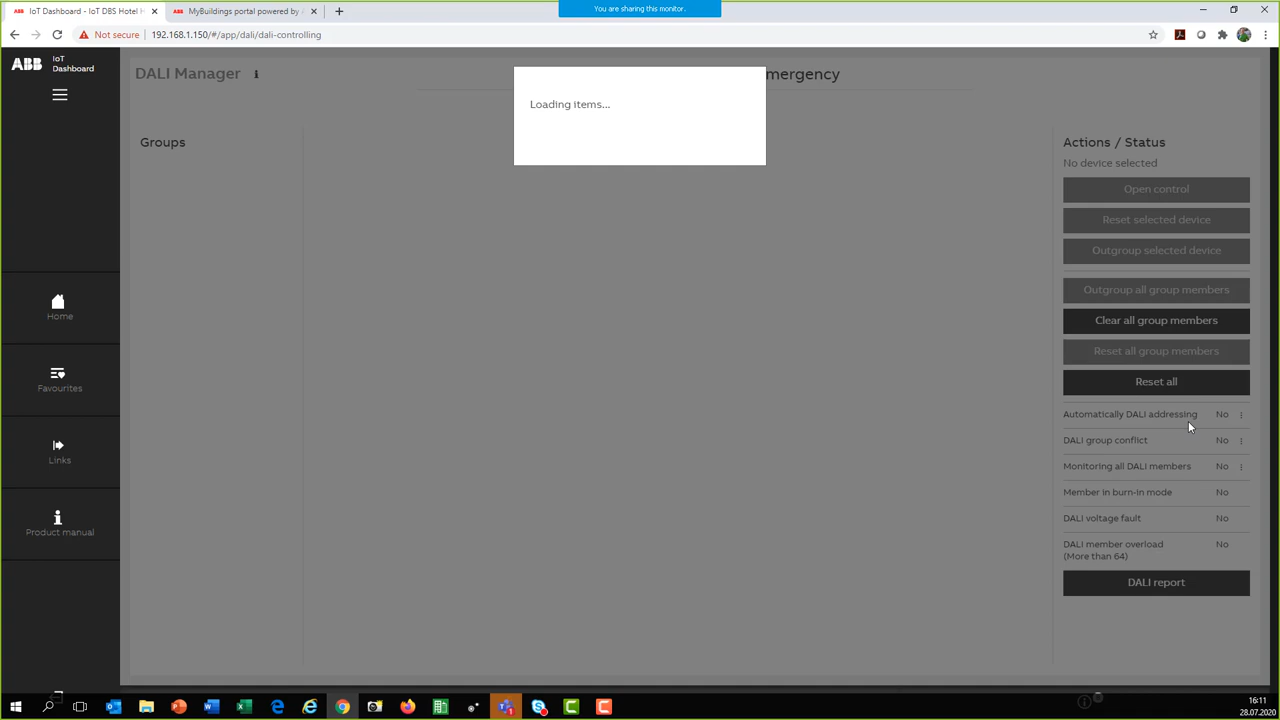 You are sharing this monitor.
IoT Dashboard - IoT DBS Hotel H
MyBuildings portal powered by
Not secure
192.168.1.150/#/app/dali/dali-controlling
ABB
IoT
Dashboard
Home
Favourites
Links
Product manual
DALI Manager
mergency
Loading items...
Groups
Actions / Status
No device selected
Open control
Reset selected device
Outgroup selected device
Outgroup all group members
Clear all group members
Reset all group members
Reset all
Automatically DALI addressing No
DALI group conflict No
Monitoring all DALI members No
Member in burn-in mode No
DALI voltage fault No
DALI member overload No
(More than 64)
DALI report
16:11
28.07.2020